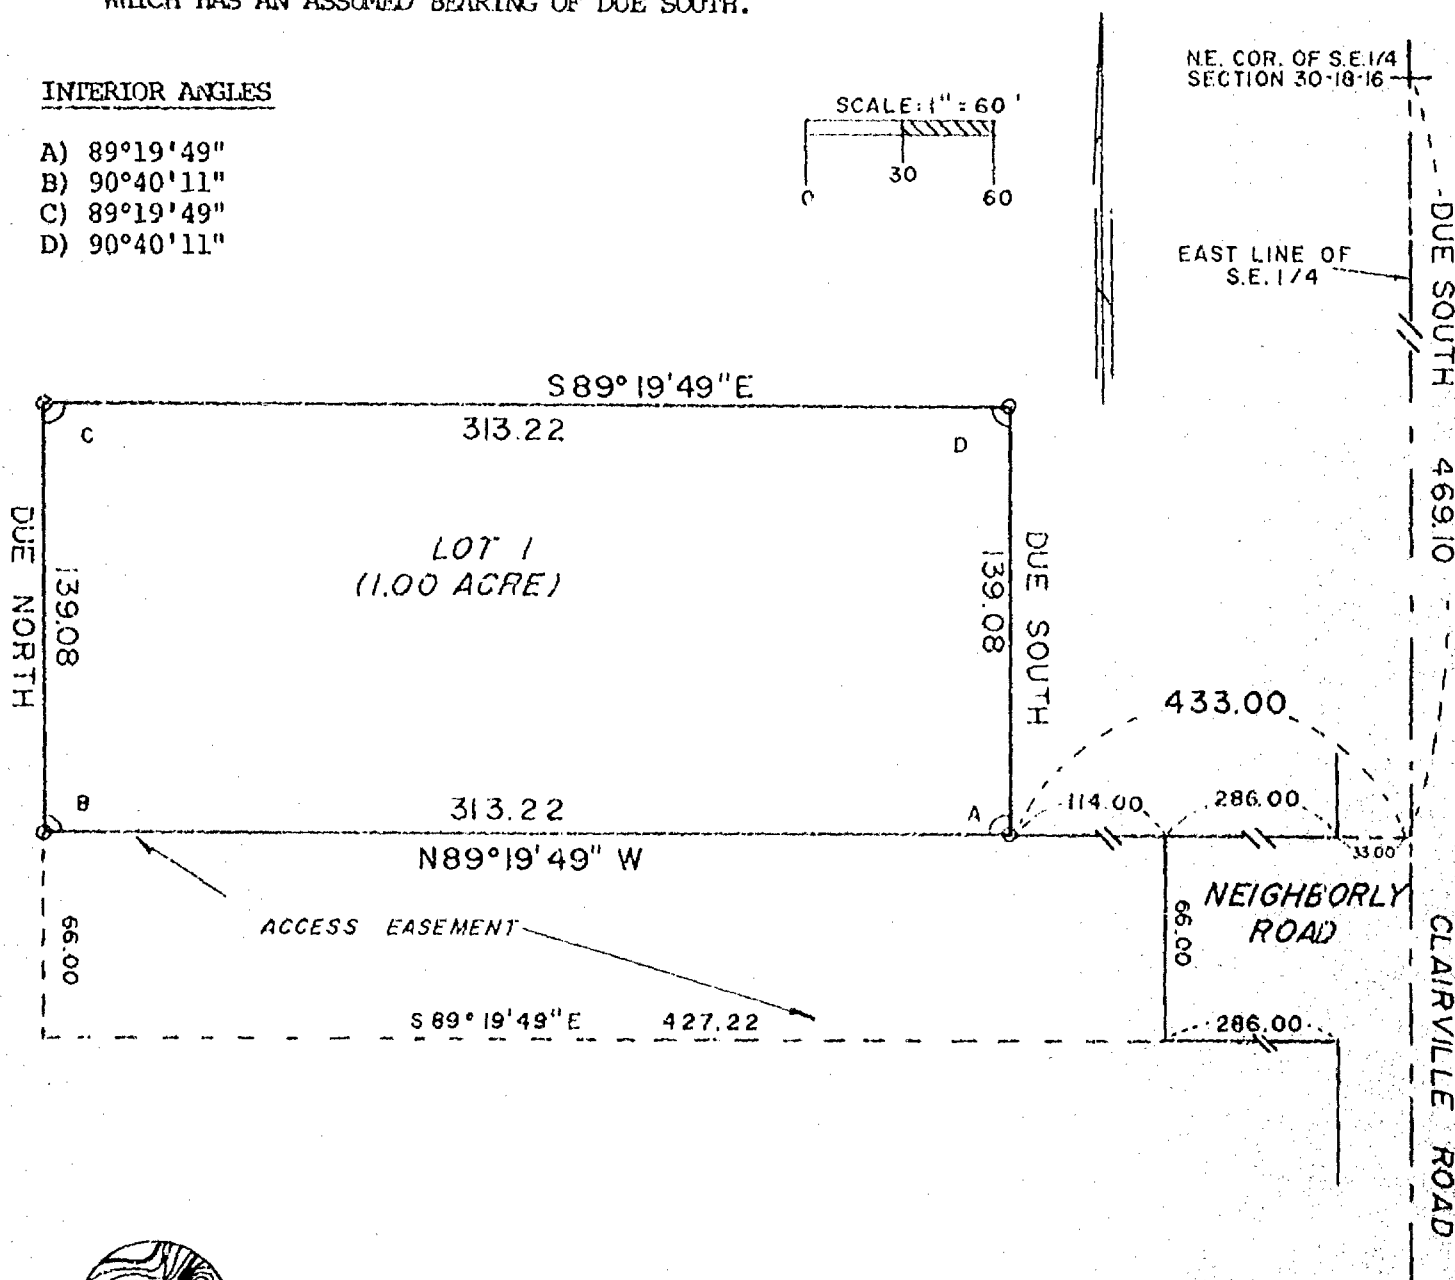 WHICH HAS AN ASSUMED BEARING OF DUE SOUTH.
INTERIOR ANGLES
A) 89°19'49"
B) 90°40'11"
C) 89°19'49"
D) 90°40'11"
SCALE: 1" = 60'
0
30
60
N.E. COR. OF S.E. 1/4
SECTION 30-18-16
EAST LINE OF
S.E. 1/4
DUE SOUTH 469.10
S 89° 19' 49" E
313.22
C
D
LOT 1
(1.00 ACRE)
DUE NORTH
139.08
139.08
DUE SOUTH
433.00
B
313.22
A
114.00
286.00
33.00
N89°19'49" W
ACCESS EASEMENT
66.00
66.00
NEIGHBORLY
ROAD
S 89° 19' 49" E 427.22
286.00
CLAIRVILLE ROAD